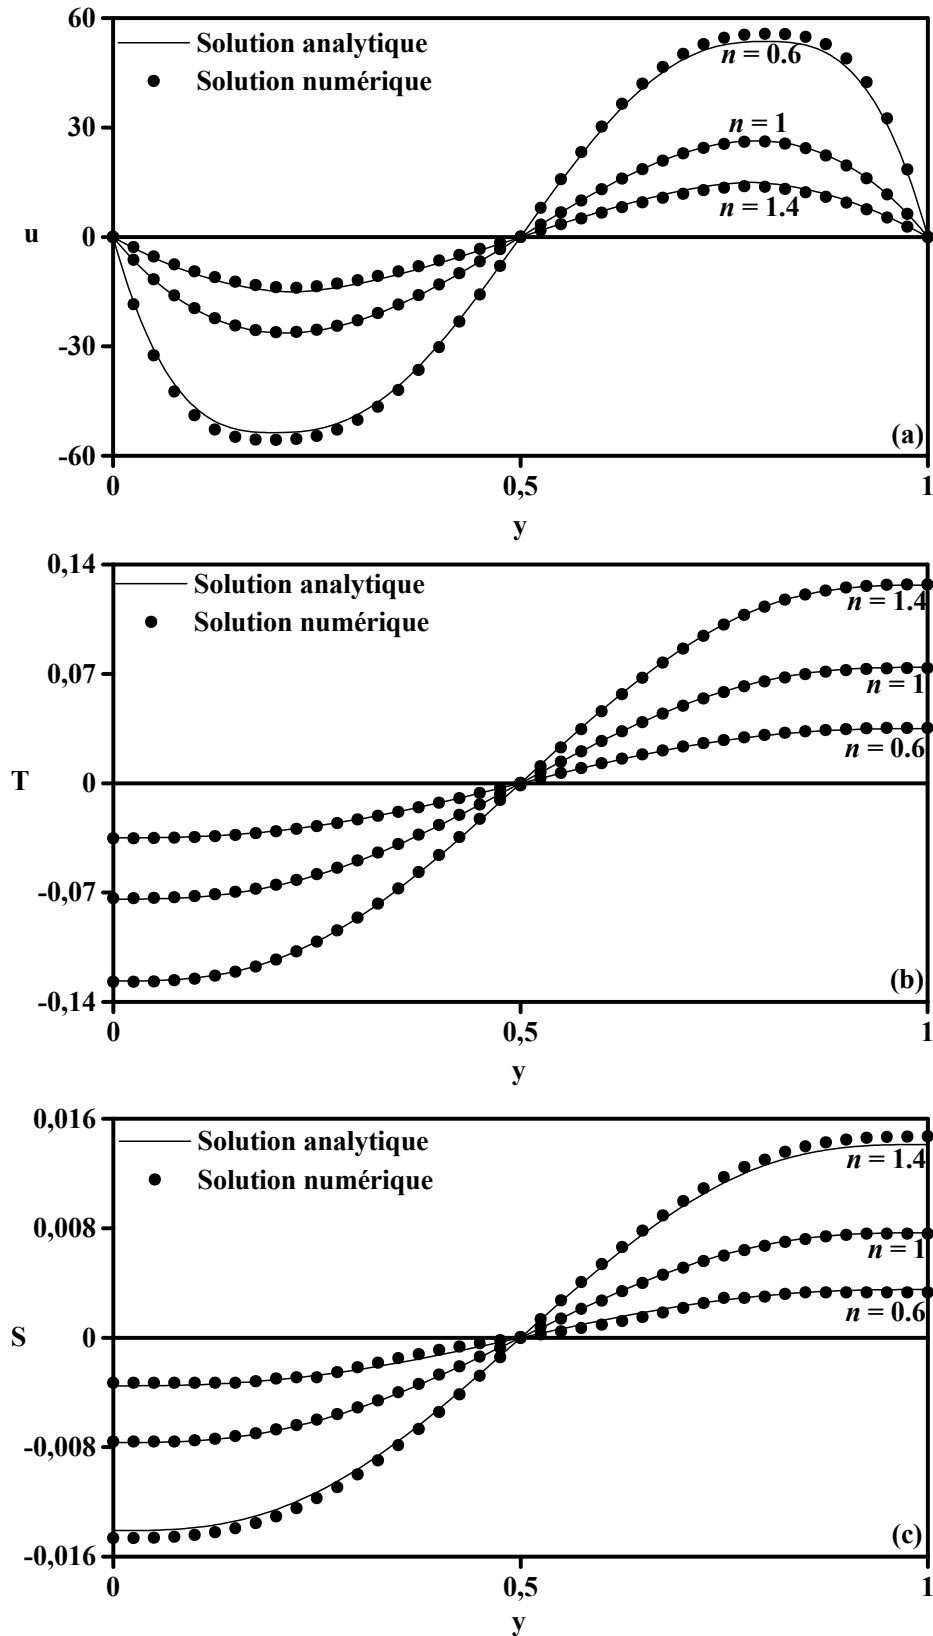 60
Solution analytique
Solution numérique
n = 0.6
30
n = 1
n = 1.4
u
0
-30
-60
(a)
0
0,5
1
y
0,14
Solution analytique
Solution numérique
n = 1.4
0,07
n = 1
n = 0.6
T
0
-0,07
-0,14
(b)
0
0,5
1
y
0,016
Solution analytique
Solution numérique
n = 1.4
0,008
n = 1
n = 0.6
S
0
-0,008
-0,016
(c)
0
0,5
1
y